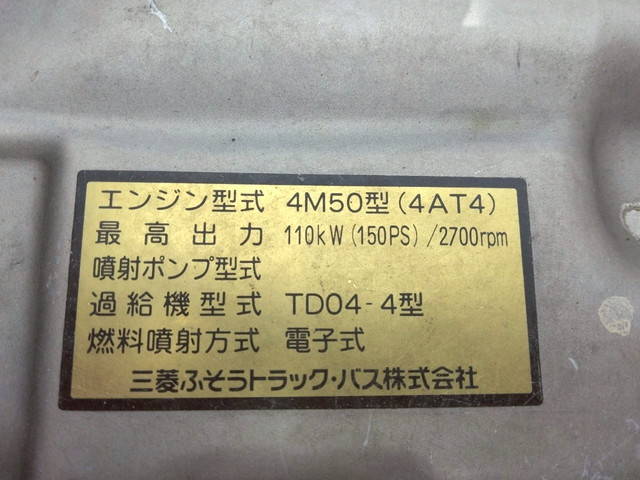 エンジン型式 4M50型(4AT4)
最高出力 110kW(150PS)/2700rpm
噴射ポンプ型式
過給機型式 TD04-4型
燃料噴射方式 電子式
三菱ふそうトラック・バス株式会社